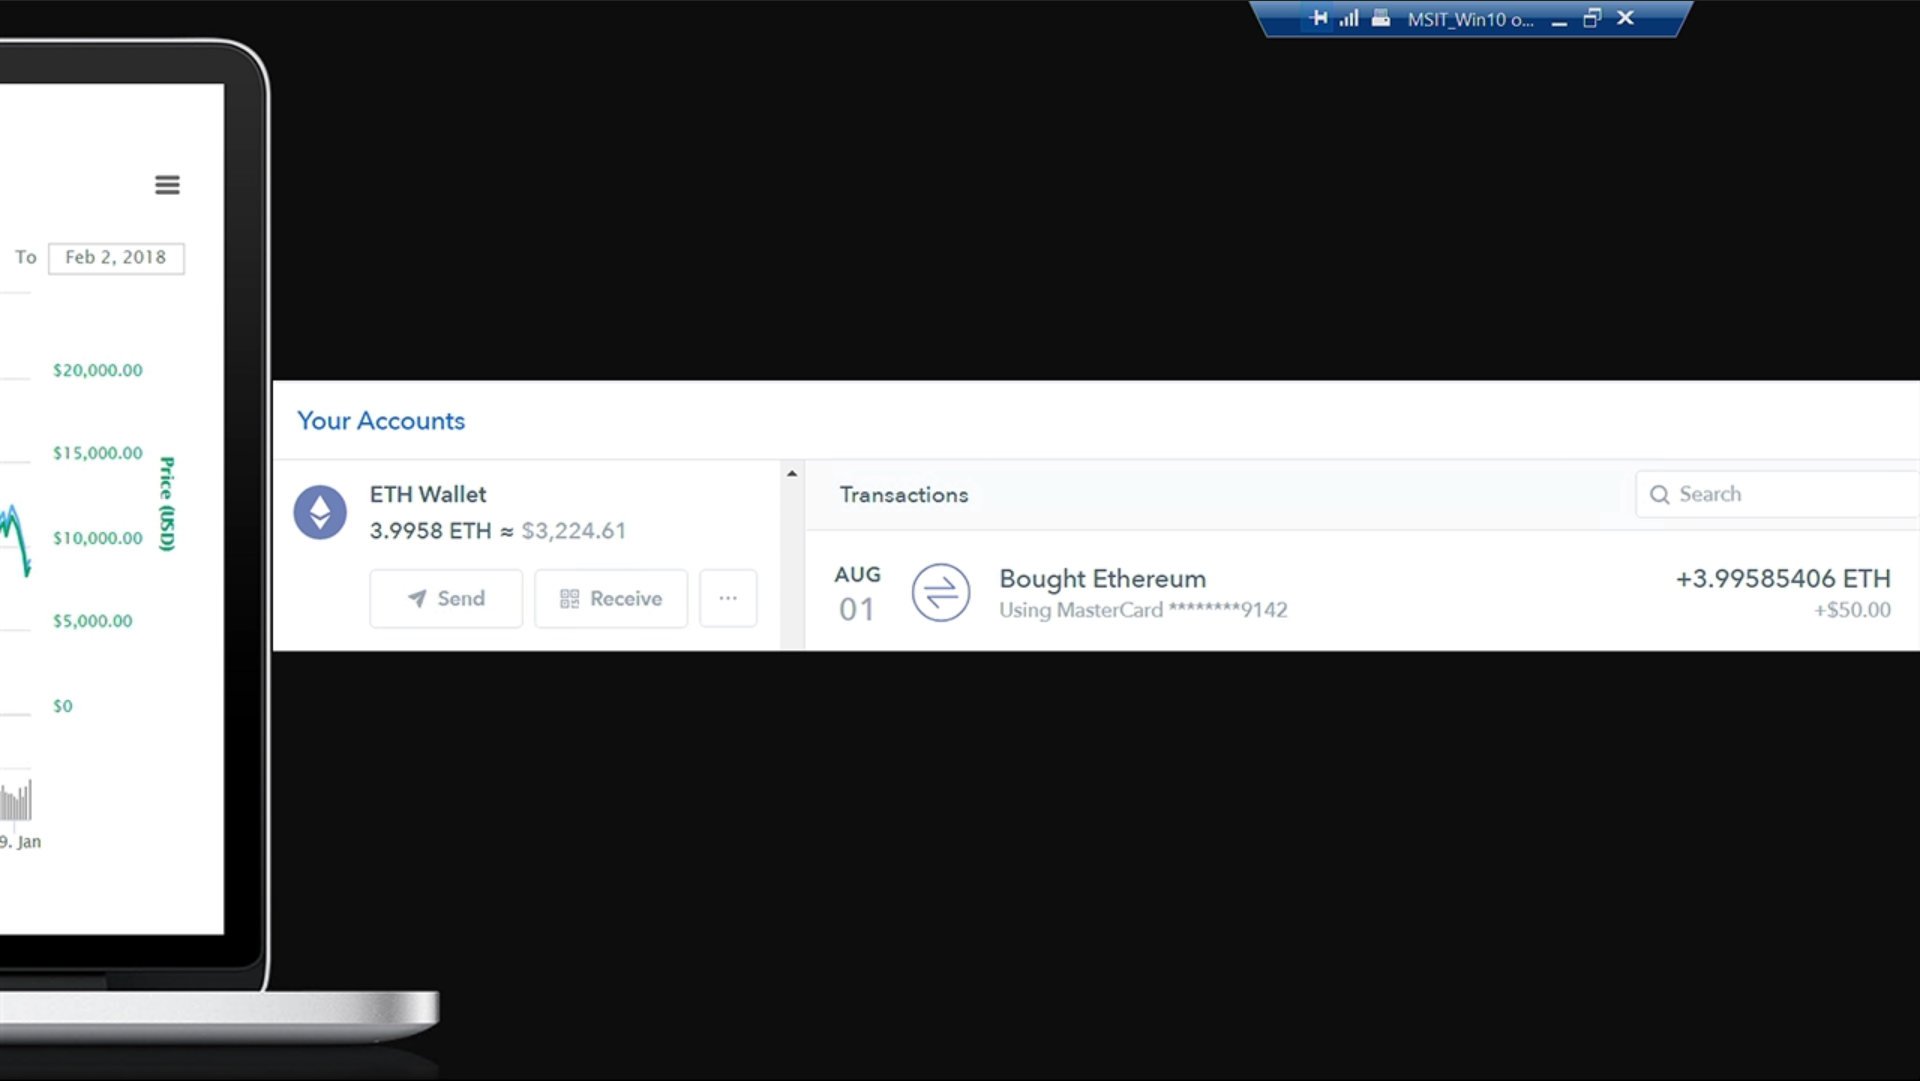 MSIT_Win10 o...
To Feb 2, 2018
$20,000.00
$15,000.00
$10,000.00
$5,000.00
$0
Price (USD)
9. Jan
Your Accounts
ETH Wallet
3.9958 ETH ≈ $3,224.61
Send
Receive
...
Transactions
Search
AUG
01
Bought Ethereum
Using MasterCard ********9142
+3.99585406 ETH
+$50.00